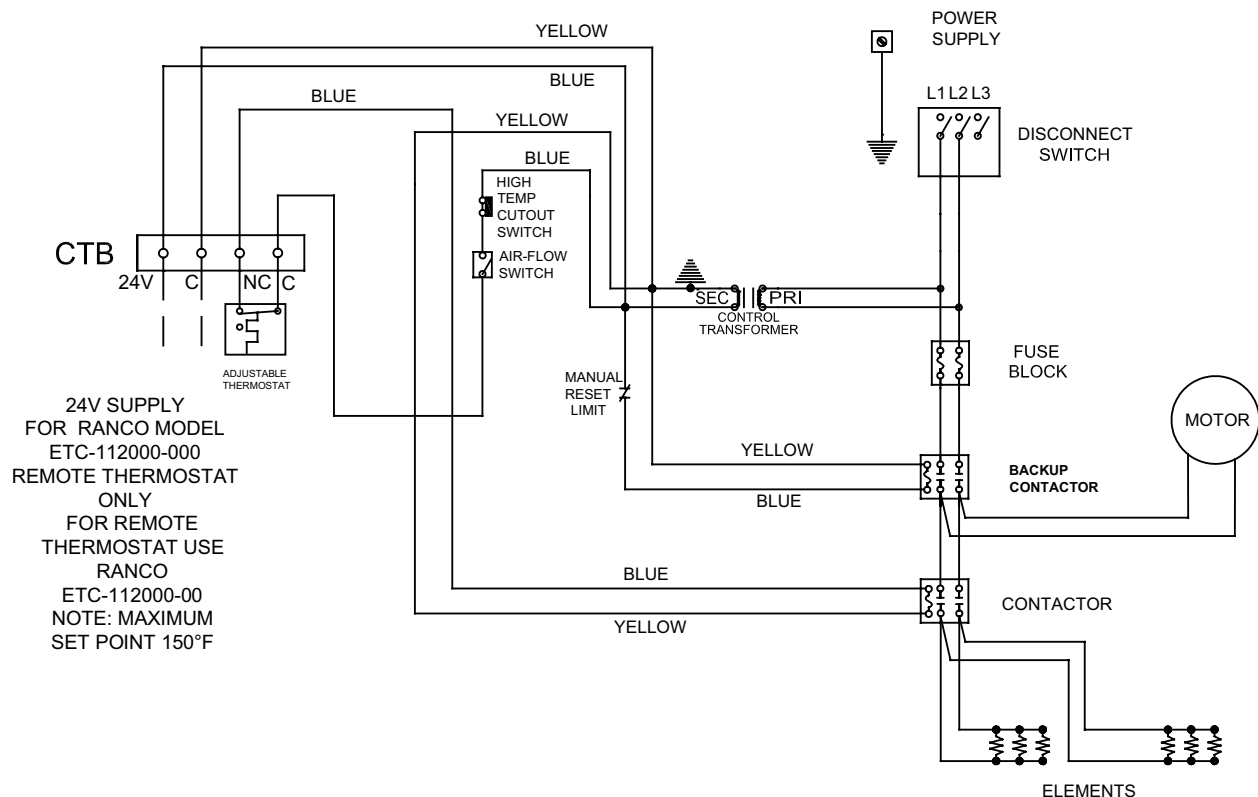 YELLOW
BLUE
BLUE
YELLOW
BLUE
HIGH
TEMP
CUTOUT
SWITCH
AIR-FLOW
SWITCH
POWER
SUPPLY
L1 L2 L3
DISCONNECT
SWITCH
CTB
24V C NC C
ADJUSTABLE
THERMOSTAT
SEC PRI
CONTROL
TRANSFORMER
FUSE
BLOCK
MANUAL
RESET
LIMIT
MOTOR
24V SUPPLY
FOR RANCO MODEL
ETC-112000-000
REMOTE THERMOSTAT
ONLY
FOR REMOTE
THERMOSTAT USE
RANCO
ETC-112000-00
NOTE: MAXIMUM
SET POINT 150°F
YELLOW
BLUE
BACKUP
CONTACTOR
BLUE
YELLOW
CONTACTOR
ELEMENTS